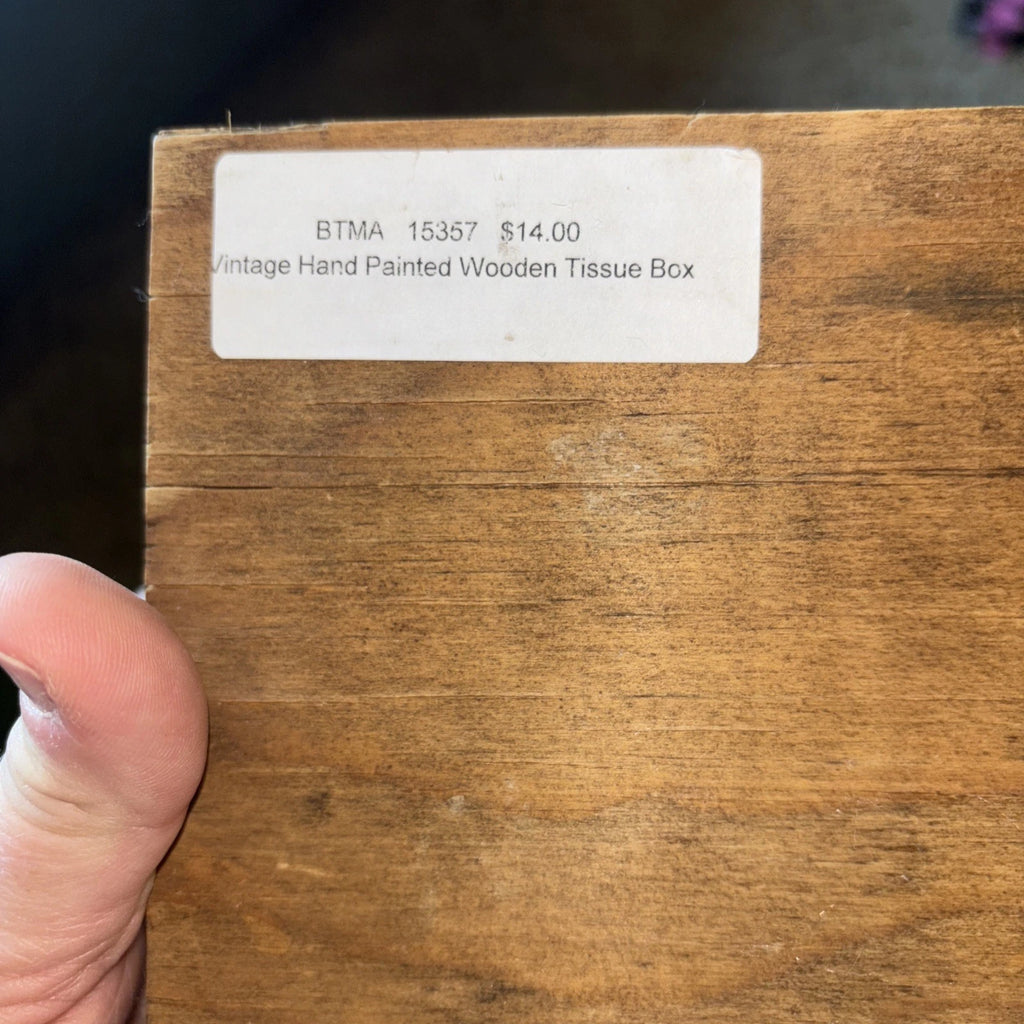 BTMA 15357 $14.00
Vintage Hand Painted Wooden Tissue Box